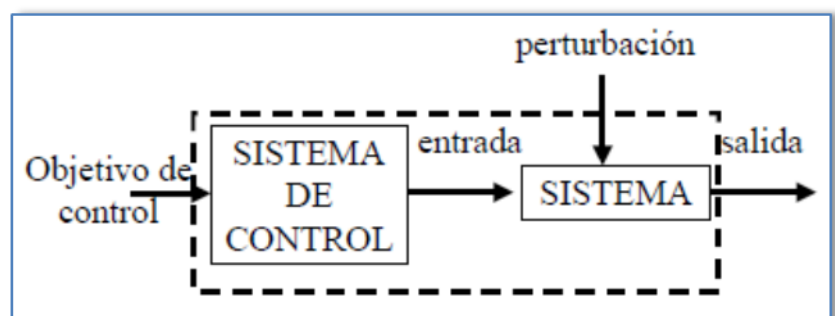 perturbación
Objetivo de
control
SISTEMA
DE
CONTROL
entrada
SISTEMA
salida